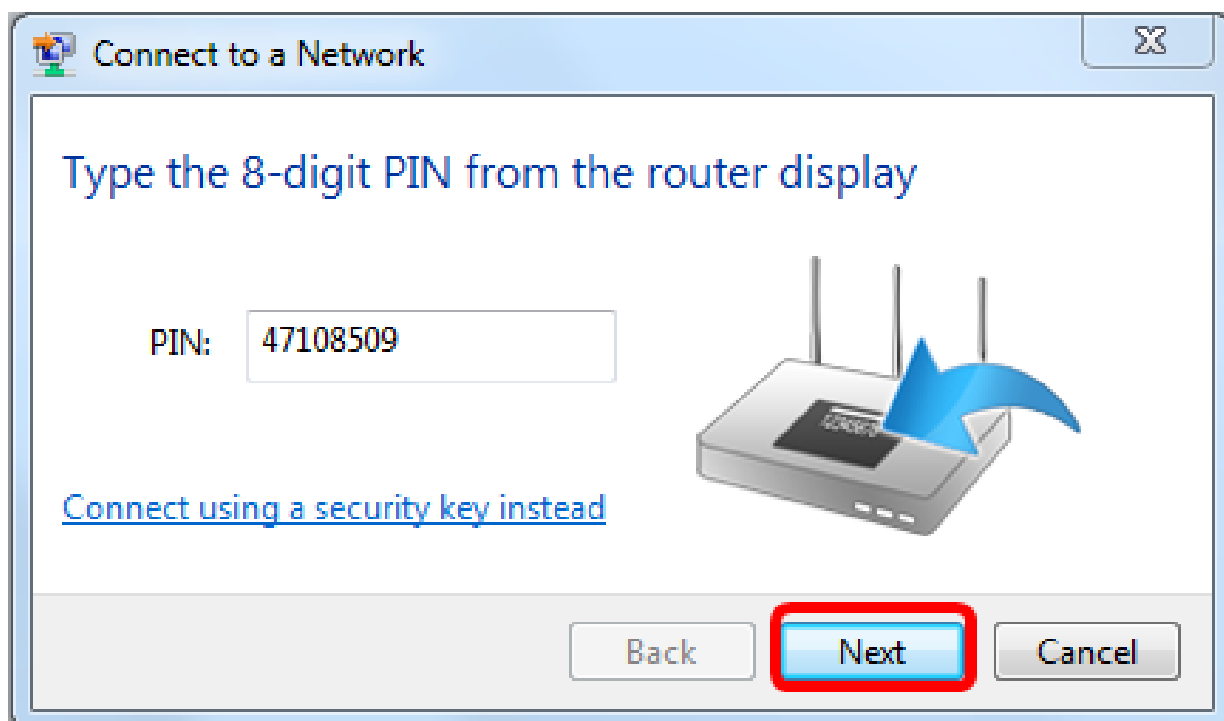 Connect to a Network
Type the 8-digit PIN from the router display
PIN: 47108509
Connect using a security key instead
Back Next Cancel